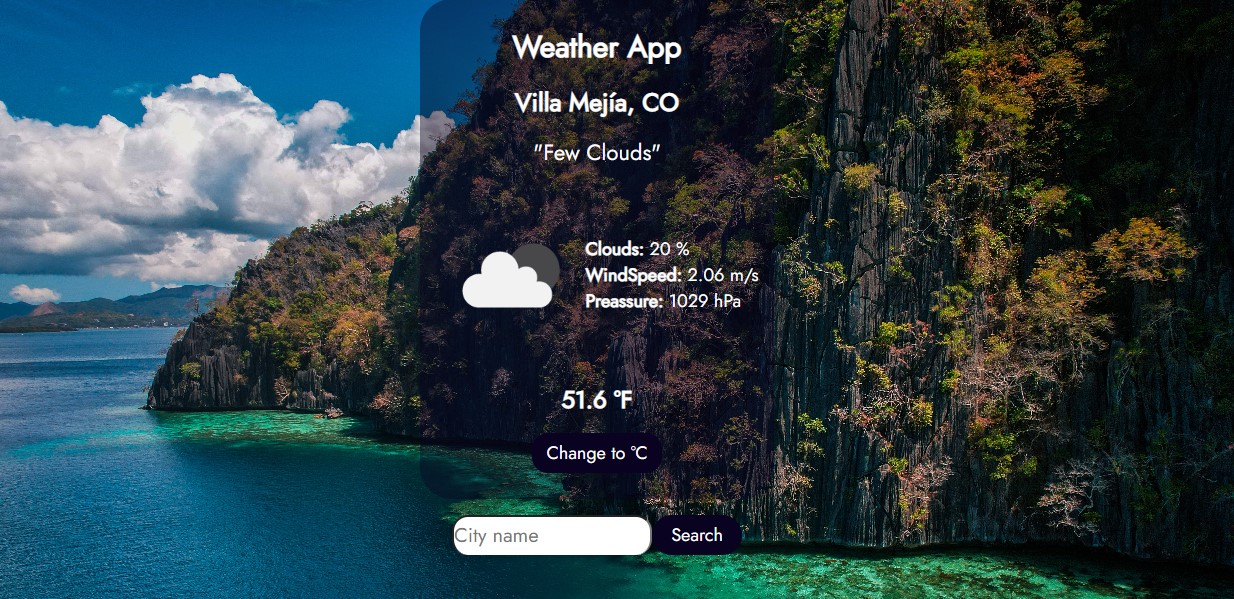 Weather App
Villa Mejía, CO
"Few Clouds"
Clouds: 20 %
WindSpeed: 2.06 m/s
Preassure: 1029 hPa
51.6 °F
Change to °C
City name
Search